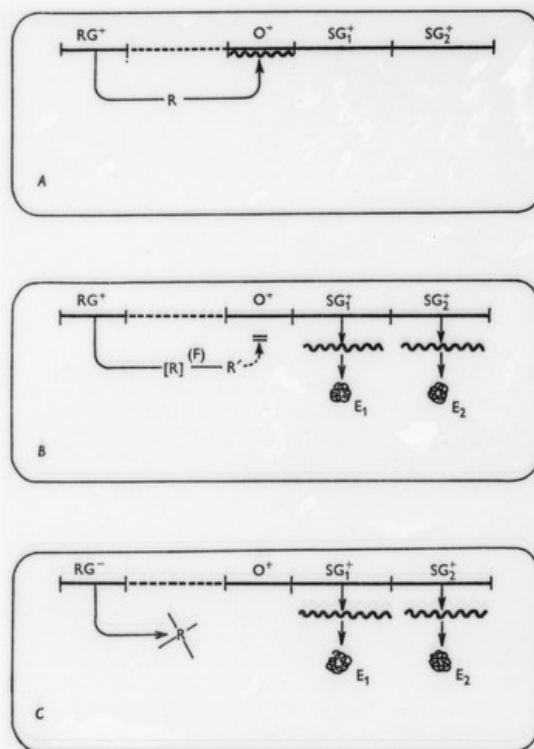 RG⁺ O⁺ SG₁⁺ SG₂⁺
R
A
RG⁺ O⁺ SG₁⁺ SG₂⁺
[R] (F) R′
E₁ E₂
B
RG⁻ O⁺ SG₁⁺ SG₂⁺
R
E₁ E₂
C